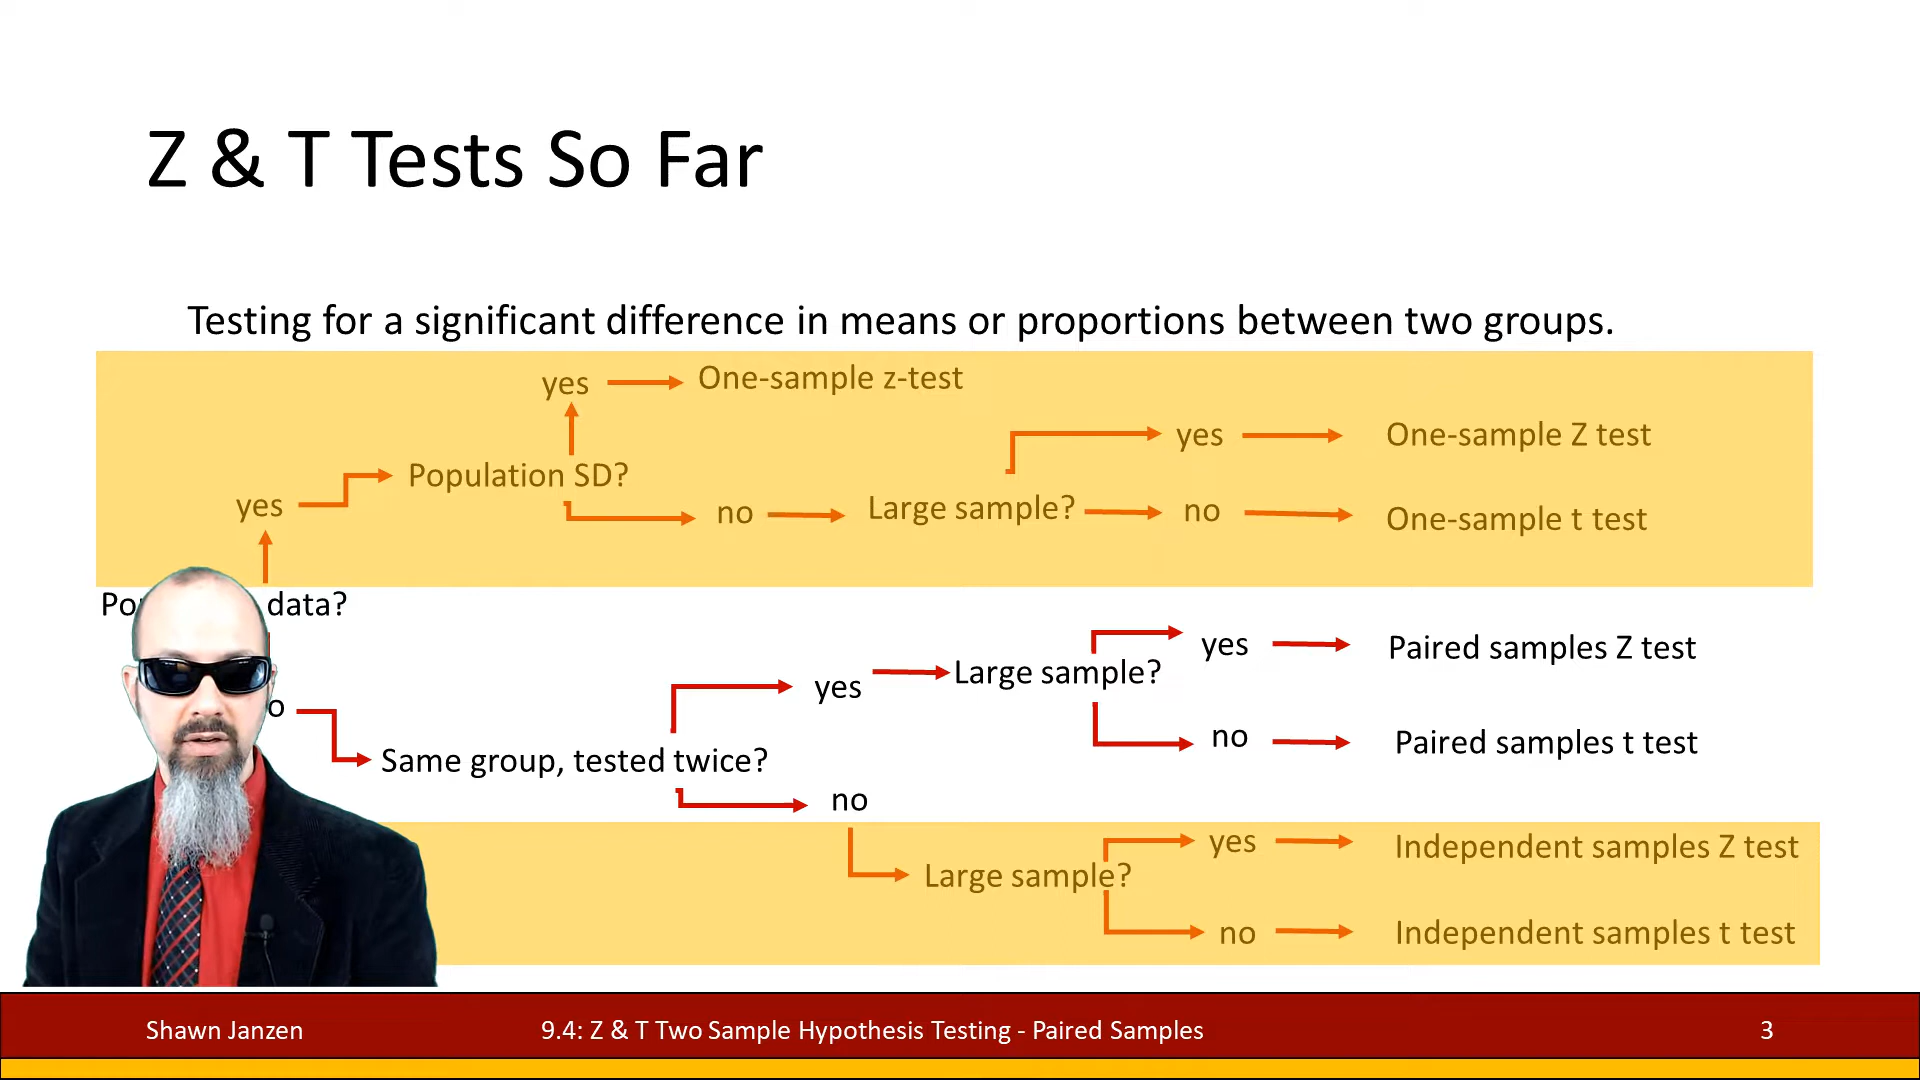 Z & T Tests So Far
Testing for a significant difference in means or proportions between two groups.
yes
One-sample z-test
yes
One-sample Z test
Population SD?
yes
no
Large sample?
no
One-sample t test
data?
yes
Paired samples Z test
Large sample?
yes
no
Paired samples t test
Same group, tested twice?
no
yes
Independent samples Z test
Large sample?
no
Independent samples t test
Shawn Janzen
9.4: Z & T Two Sample Hypothesis Testing - Paired Samples
3